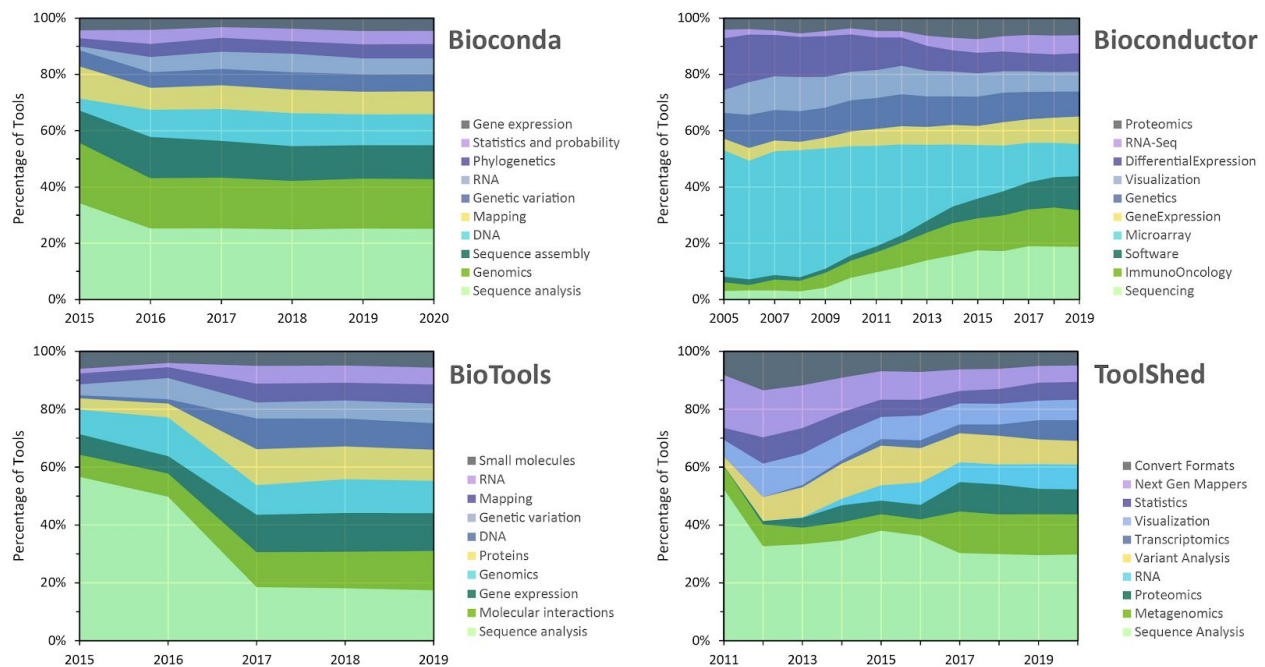 Bioconda
Percentage of Tools
100%
80%
60%
40%
20%
0%
2015 2016 2017 2018 2019 2020
Gene expression
Statistics and probability
Phylogenetics
RNA
Genetic variation
Mapping
DNA
Sequence assembly
Genomics
Sequence analysis
Bioconductor
Percentage of Tools
100%
80%
60%
40%
20%
0%
2005 2007 2009 2011 2013 2015 2017 2019
Proteomics
RNA-Seq
DifferentialExpression
Visualization
Genetics
GeneExpression
Microarray
Software
ImmunoOncology
Sequencing
BioTools
Percentage of Tools
100%
80%
60%
40%
20%
0%
2015 2016 2017 2018 2019
Small molecules
RNA
Mapping
Genetic variation
DNA
Proteins
Genomics
Gene expression
Molecular interactions
Sequence analysis
ToolShed
Percentage of Tools
100%
80%
60%
40%
20%
0%
2011 2013 2015 2017 2019
Convert Formats
Next Gen Mappers
Statistics
Visualization
Transcriptomics
Variant Analysis
RNA
Proteomics
Metagenomics
Sequence Analysis